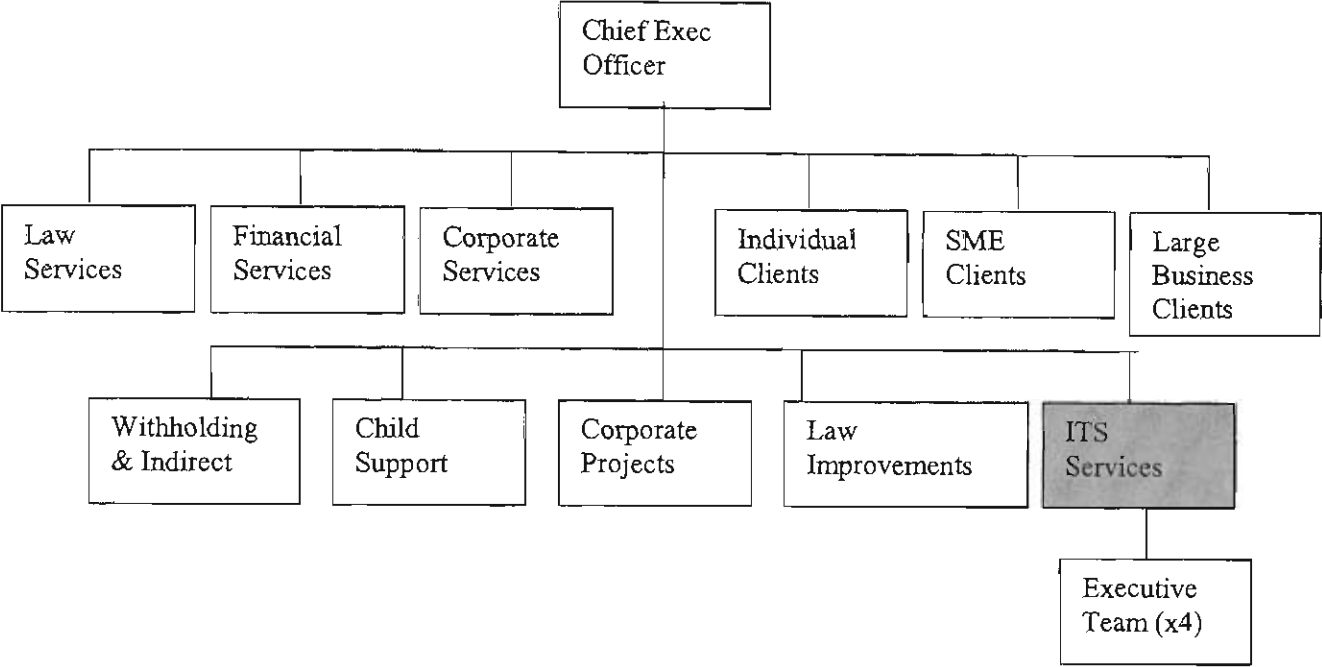 Chief Exec
Officer
Law
Services
Financial
Services
Corporate
Services
Individual
Clients
SME
Clients
Large
Business
Clients
Withholding
& Indirect
Child
Support
Corporate
Projects
Law
Improvements
ITS
Services
Executive
Team (x4)